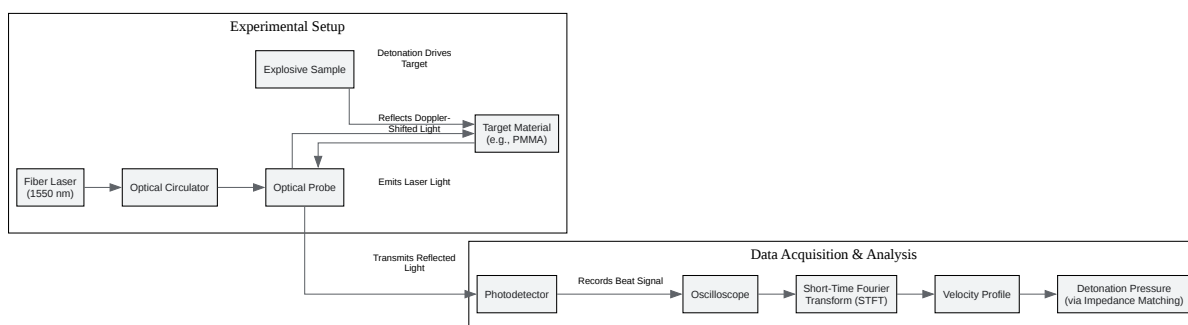 Experimental Setup
Detonation Drives
Target
Explosive Sample
Reflects Doppler-
Shifted Light
Target Material
(e.g., PMMA)
Fiber Laser
(1550 nm)
Optical Circulator
Optical Probe
Emits Laser Light
Data Acquisition & Analysis
Transmits Reflected
Light
Photodetector
Records Beat Signal
Oscilloscope
Short-Time Fourier
Transform (STFT)
Velocity Profile
Detonation Pressure
(via Impedance Matching)